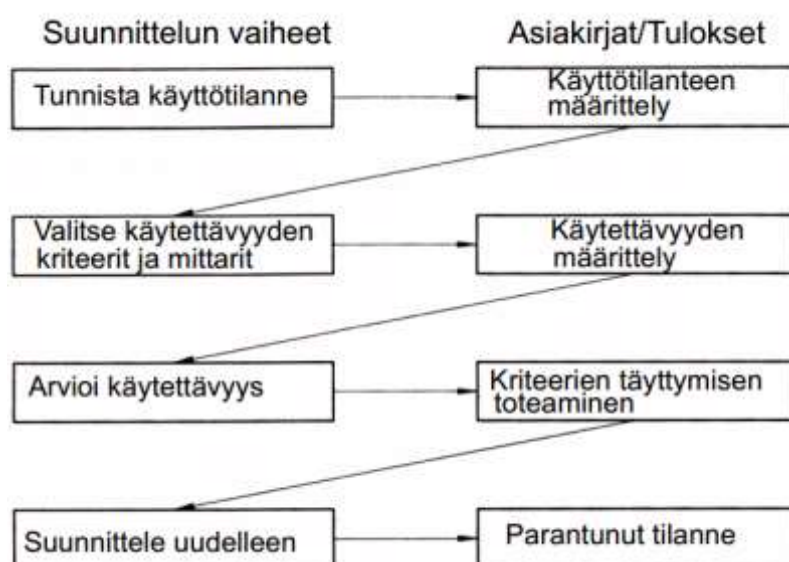 Suunnittelun vaiheet
Asiakirjat/Tulokset
Tunnista käyttötilanne
Käyttötilanteen
määrittely
Valitse käytettävyyden
kriteerit ja mittarit
Käytettävyyden
määrittely
Arvioi käytettävyys
Kriteerien täyttymisen
toteaminen
Suunnittele uudelleen
Parantunut tilanne